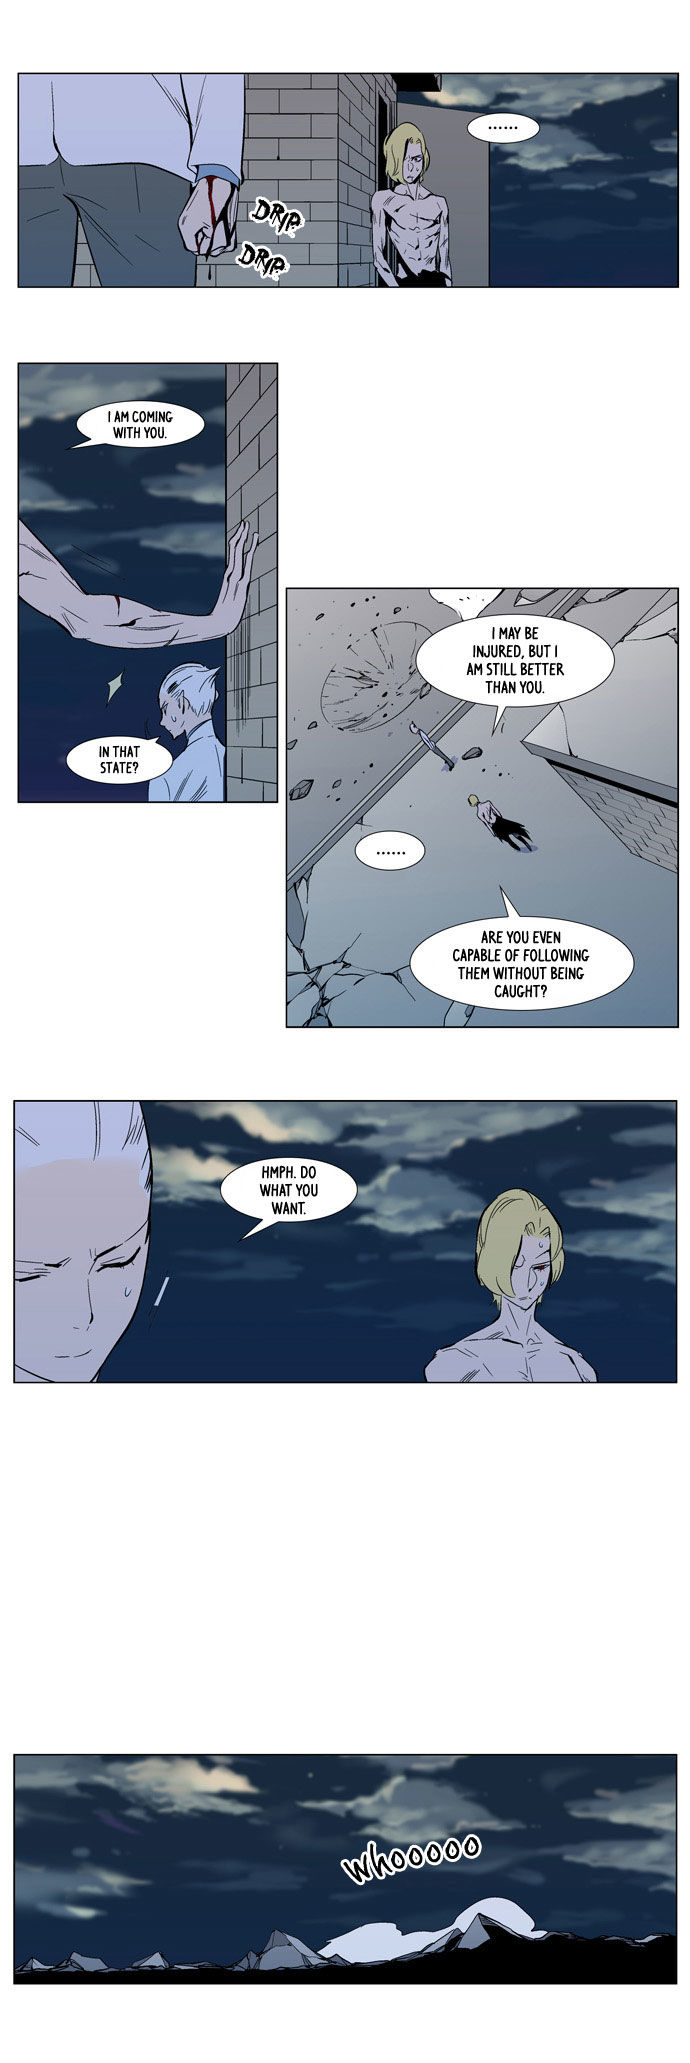 ......
DRIP
DRIP
I AM COMING
WITH YOU.
IN THAT
STATE?
I MAY BE
INJURED, BUT I
AM STILL BETTER
THAN YOU.
......
ARE YOU EVEN
CAPABLE OF FOLLOWING
THEM WITHOUT BEING
CAUGHT?
HMPH. DO
WHAT YOU
WANT.
WHOOOOO